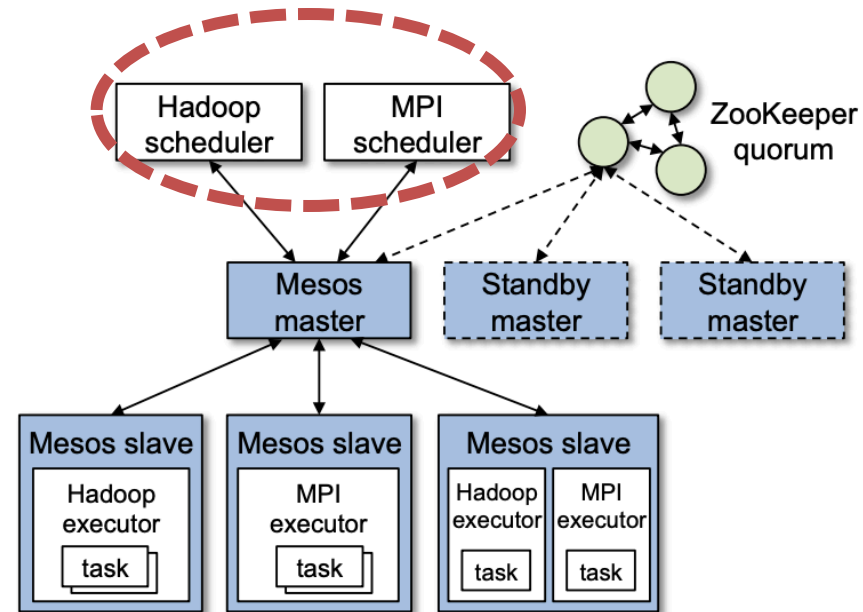 Hadoop
scheduler
MPI
scheduler
ZooKeeper
quorum
Mesos
master
Standby
master
Standby
master
Mesos slave
Hadoop
executor
task
Mesos slave
MPI
executor
task
Mesos slave
Hadoop
executor
task
MPI
executor
task